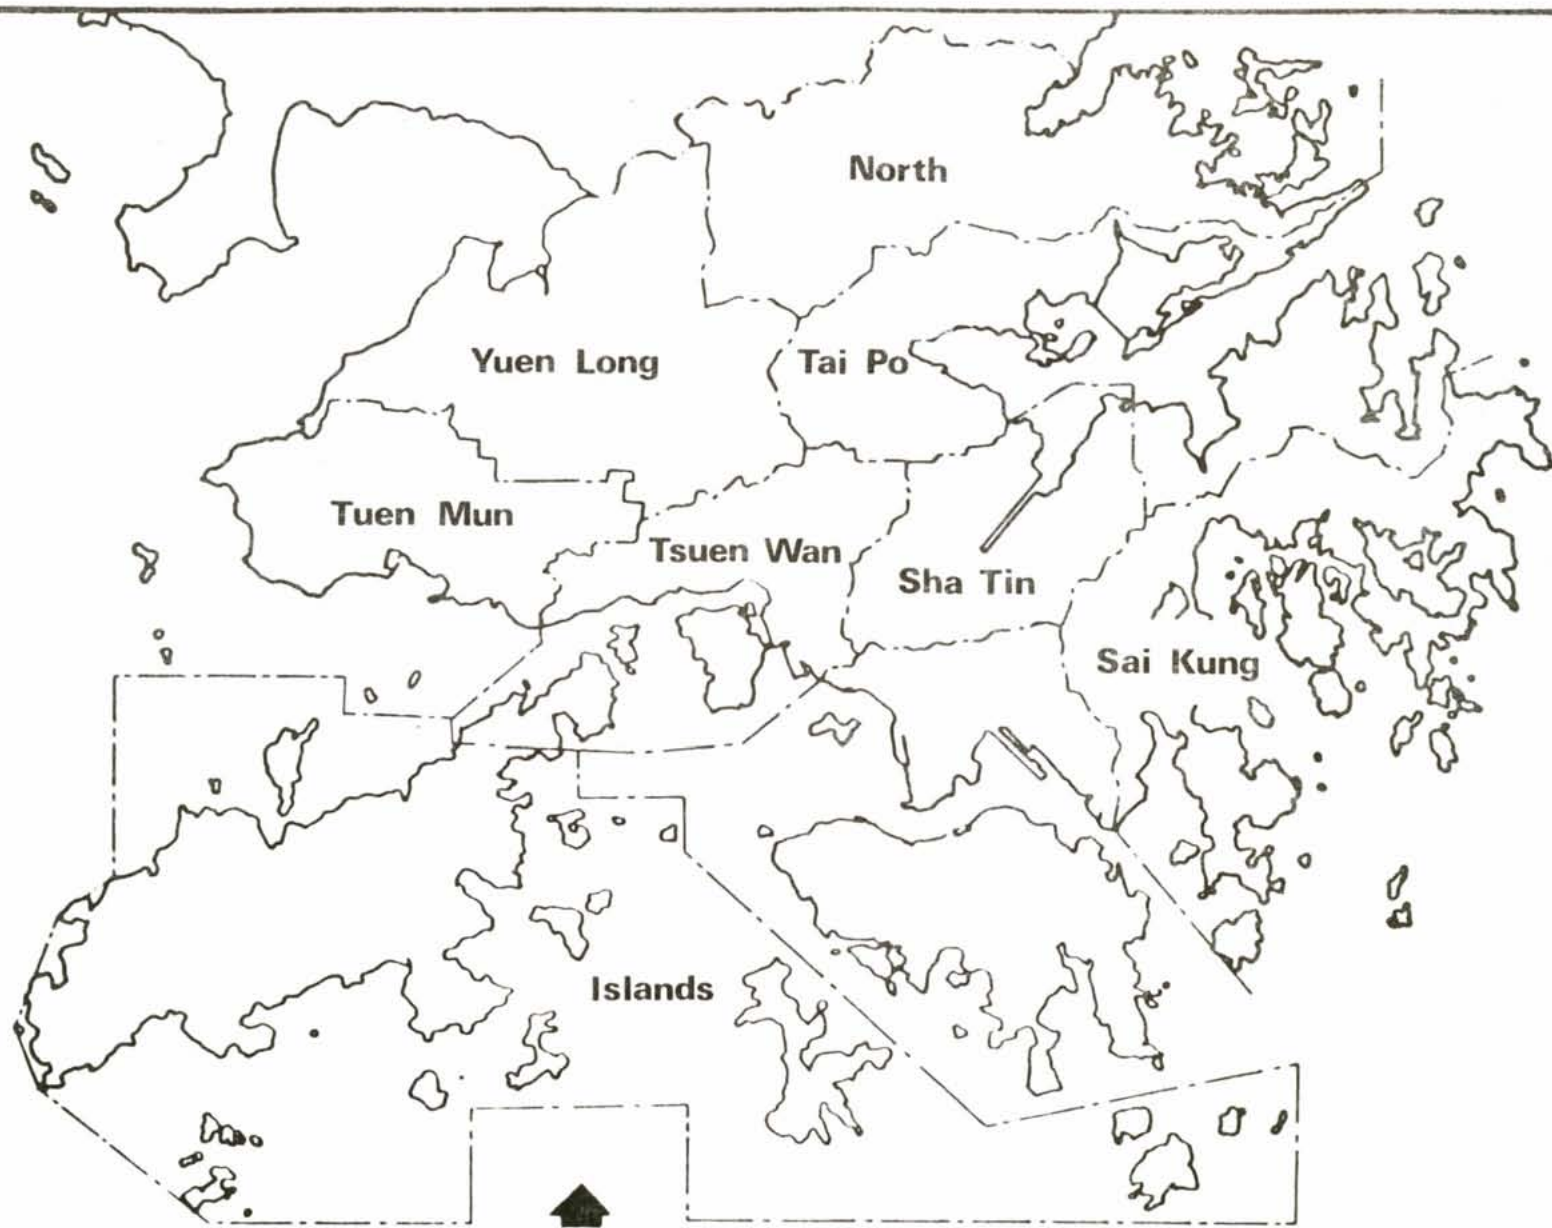 North
Yuen Long
Tai Po
Tuen Mun
Tsuen Wan
Sha Tin
Sai Kung
Islands